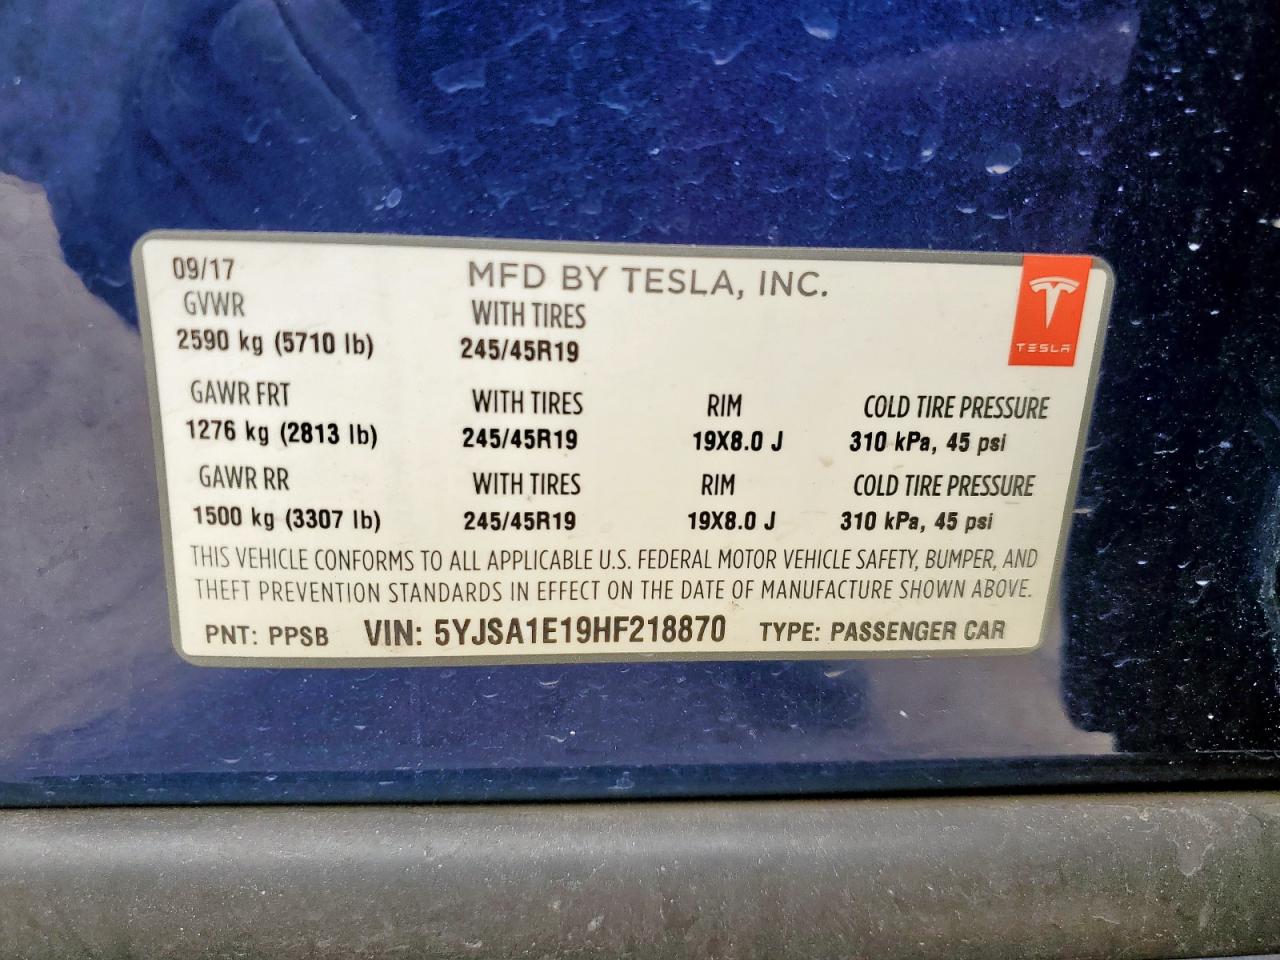 09/17 MFD BY TESLA, INC.
GVWR WITH TIRES
2590 kg (5710 lb) 245/45R19
TESLA
GAWR FRT WITH TIRES RIM COLD TIRE PRESSURE
1276 kg (2813 lb) 245/45R19 19X8.0 J 310 kPa, 45 psi
GAWR RR WITH TIRES RIM COLD TIRE PRESSURE
1500 kg (3307 lb) 245/45R19 19X8.0 J 310 kPa, 45 psi
THIS VEHICLE CONFORMS TO ALL APPLICABLE U.S. FEDERAL MOTOR VEHICLE SAFETY, BUMPER, AND
THEFT PREVENTION STANDARDS IN EFFECT ON THE DATE OF MANUFACTURE SHOWN ABOVE.
PNT: PPSB VIN: 5YJSA1E19HF218870 TYPE: PASSENGER CAR